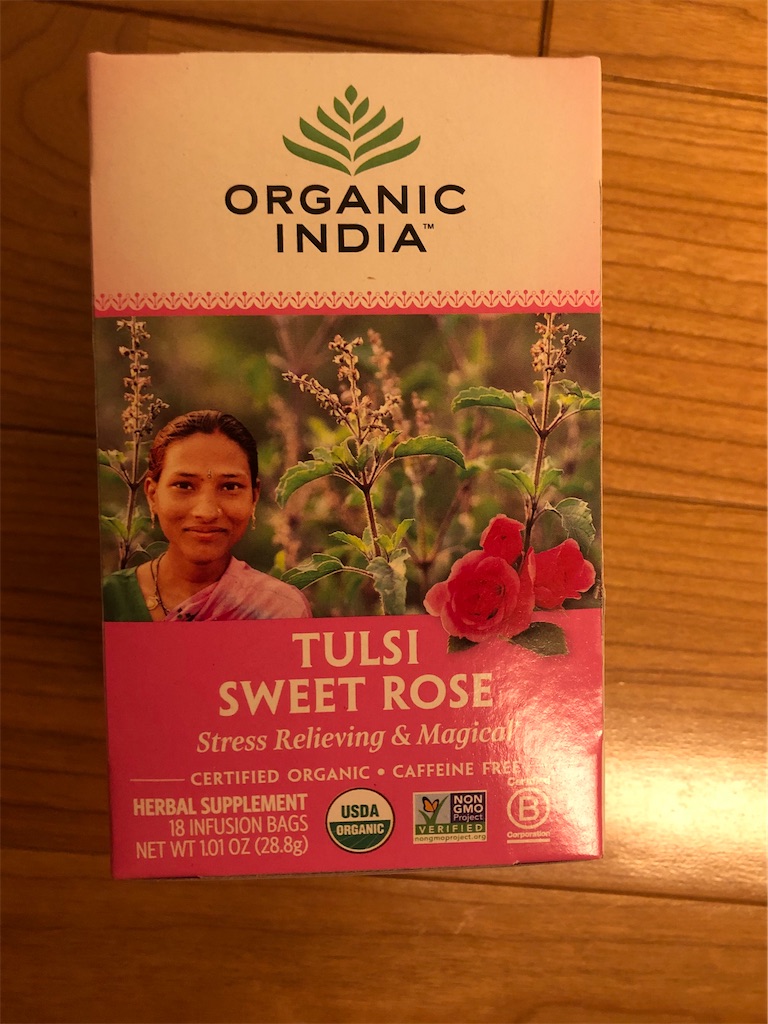 ORGANIC
INDIA™
TULSI
SWEET ROSE
Stress Relieving & Magical
CERTIFIED ORGANIC • CAFFEINE FREE
HERBAL SUPPLEMENT
18 INFUSION BAGS
NET WT 1.01 OZ (28.8g)
USDA
ORGANIC
NON
GMO
Project
VERIFIED
nongmoproject.org
Certified
B
Corporation